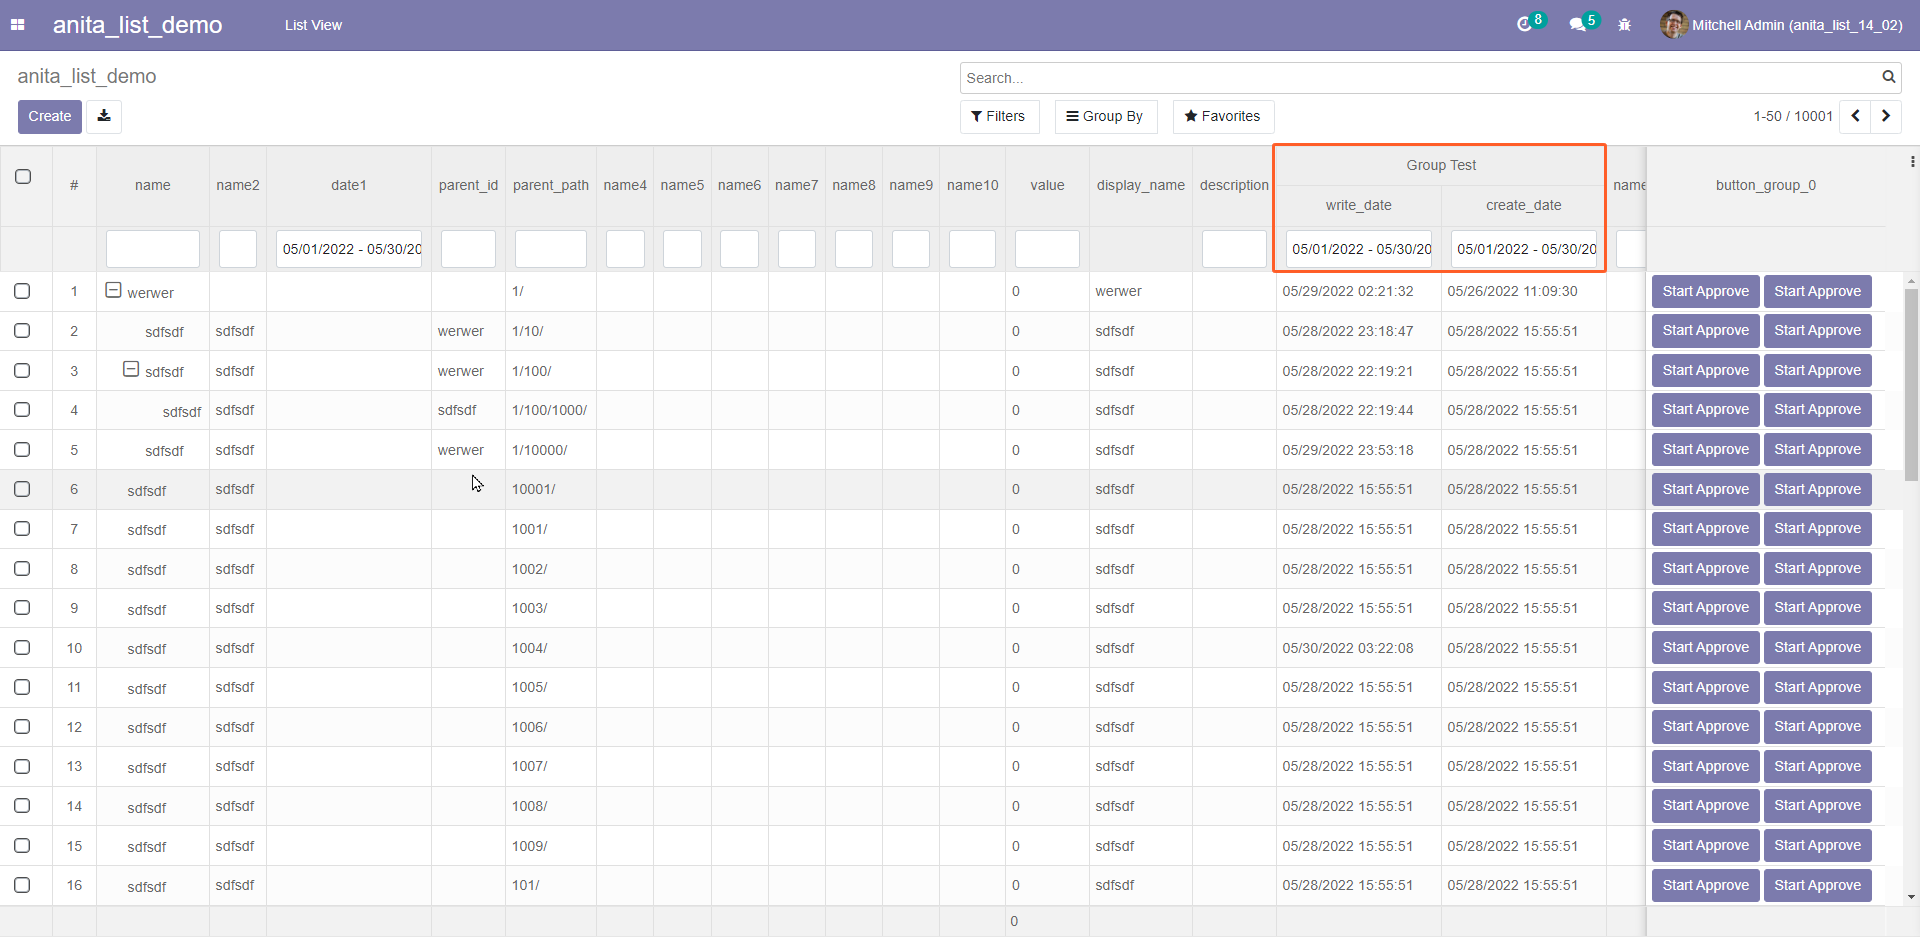 anita_list_demo List View 8 5 Mitchell Admin (anita_list_14_02)
anita_list_demo Search...
Create Filters Group By Favorites 1-50 / 10001
# name name2 date1 parent_id parent_path name4 name5 name6 name7 name8 name9 name10 value display_name description Group Test name button_group_0
write_date create_date
05/01/2022 - 05/30/20 05/01/2022 - 05/30/20 05/01/2022 - 05/30/20
1 werwer 1/ 0 werwer 05/29/2022 02:21:32 05/26/2022 11:09:30 Start Approve Start Approve
2 sdfsdf sdfsdf werwer 1/10/ 0 sdfsdf 05/28/2022 23:18:47 05/28/2022 15:55:51 Start Approve Start Approve
3 sdfsdf sdfsdf werwer 1/100/ 0 sdfsdf 05/28/2022 22:19:21 05/28/2022 15:55:51 Start Approve Start Approve
4 sdfsdf sdfsdf sdfsdf 1/100/1000/ 0 sdfsdf 05/28/2022 22:19:44 05/28/2022 15:55:51 Start Approve Start Approve
5 sdfsdf sdfsdf werwer 1/10000/ 0 sdfsdf 05/29/2022 23:53:18 05/28/2022 15:55:51 Start Approve Start Approve
6 sdfsdf sdfsdf 10001/ 0 sdfsdf 05/28/2022 15:55:51 05/28/2022 15:55:51 Start Approve Start Approve
7 sdfsdf sdfsdf 1001/ 0 sdfsdf 05/28/2022 15:55:51 05/28/2022 15:55:51 Start Approve Start Approve
8 sdfsdf sdfsdf 1002/ 0 sdfsdf 05/28/2022 15:55:51 05/28/2022 15:55:51 Start Approve Start Approve
9 sdfsdf sdfsdf 1003/ 0 sdfsdf 05/28/2022 15:55:51 05/28/2022 15:55:51 Start Approve Start Approve
10 sdfsdf sdfsdf 1004/ 0 sdfsdf 05/30/2022 03:22:08 05/28/2022 15:55:51 Start Approve Start Approve
11 sdfsdf sdfsdf 1005/ 0 sdfsdf 05/28/2022 15:55:51 05/28/2022 15:55:51 Start Approve Start Approve
12 sdfsdf sdfsdf 1006/ 0 sdfsdf 05/28/2022 15:55:51 05/28/2022 15:55:51 Start Approve Start Approve
13 sdfsdf sdfsdf 1007/ 0 sdfsdf 05/28/2022 15:55:51 05/28/2022 15:55:51 Start Approve Start Approve
14 sdfsdf sdfsdf 1008/ 0 sdfsdf 05/28/2022 15:55:51 05/28/2022 15:55:51 Start Approve Start Approve
15 sdfsdf sdfsdf 1009/ 0 sdfsdf 05/28/2022 15:55:51 05/28/2022 15:55:51 Start Approve Start Approve
16 sdfsdf sdfsdf 101/ 0 sdfsdf 05/28/2022 15:55:51 05/28/2022 15:55:51 Start Approve Start Approve
0